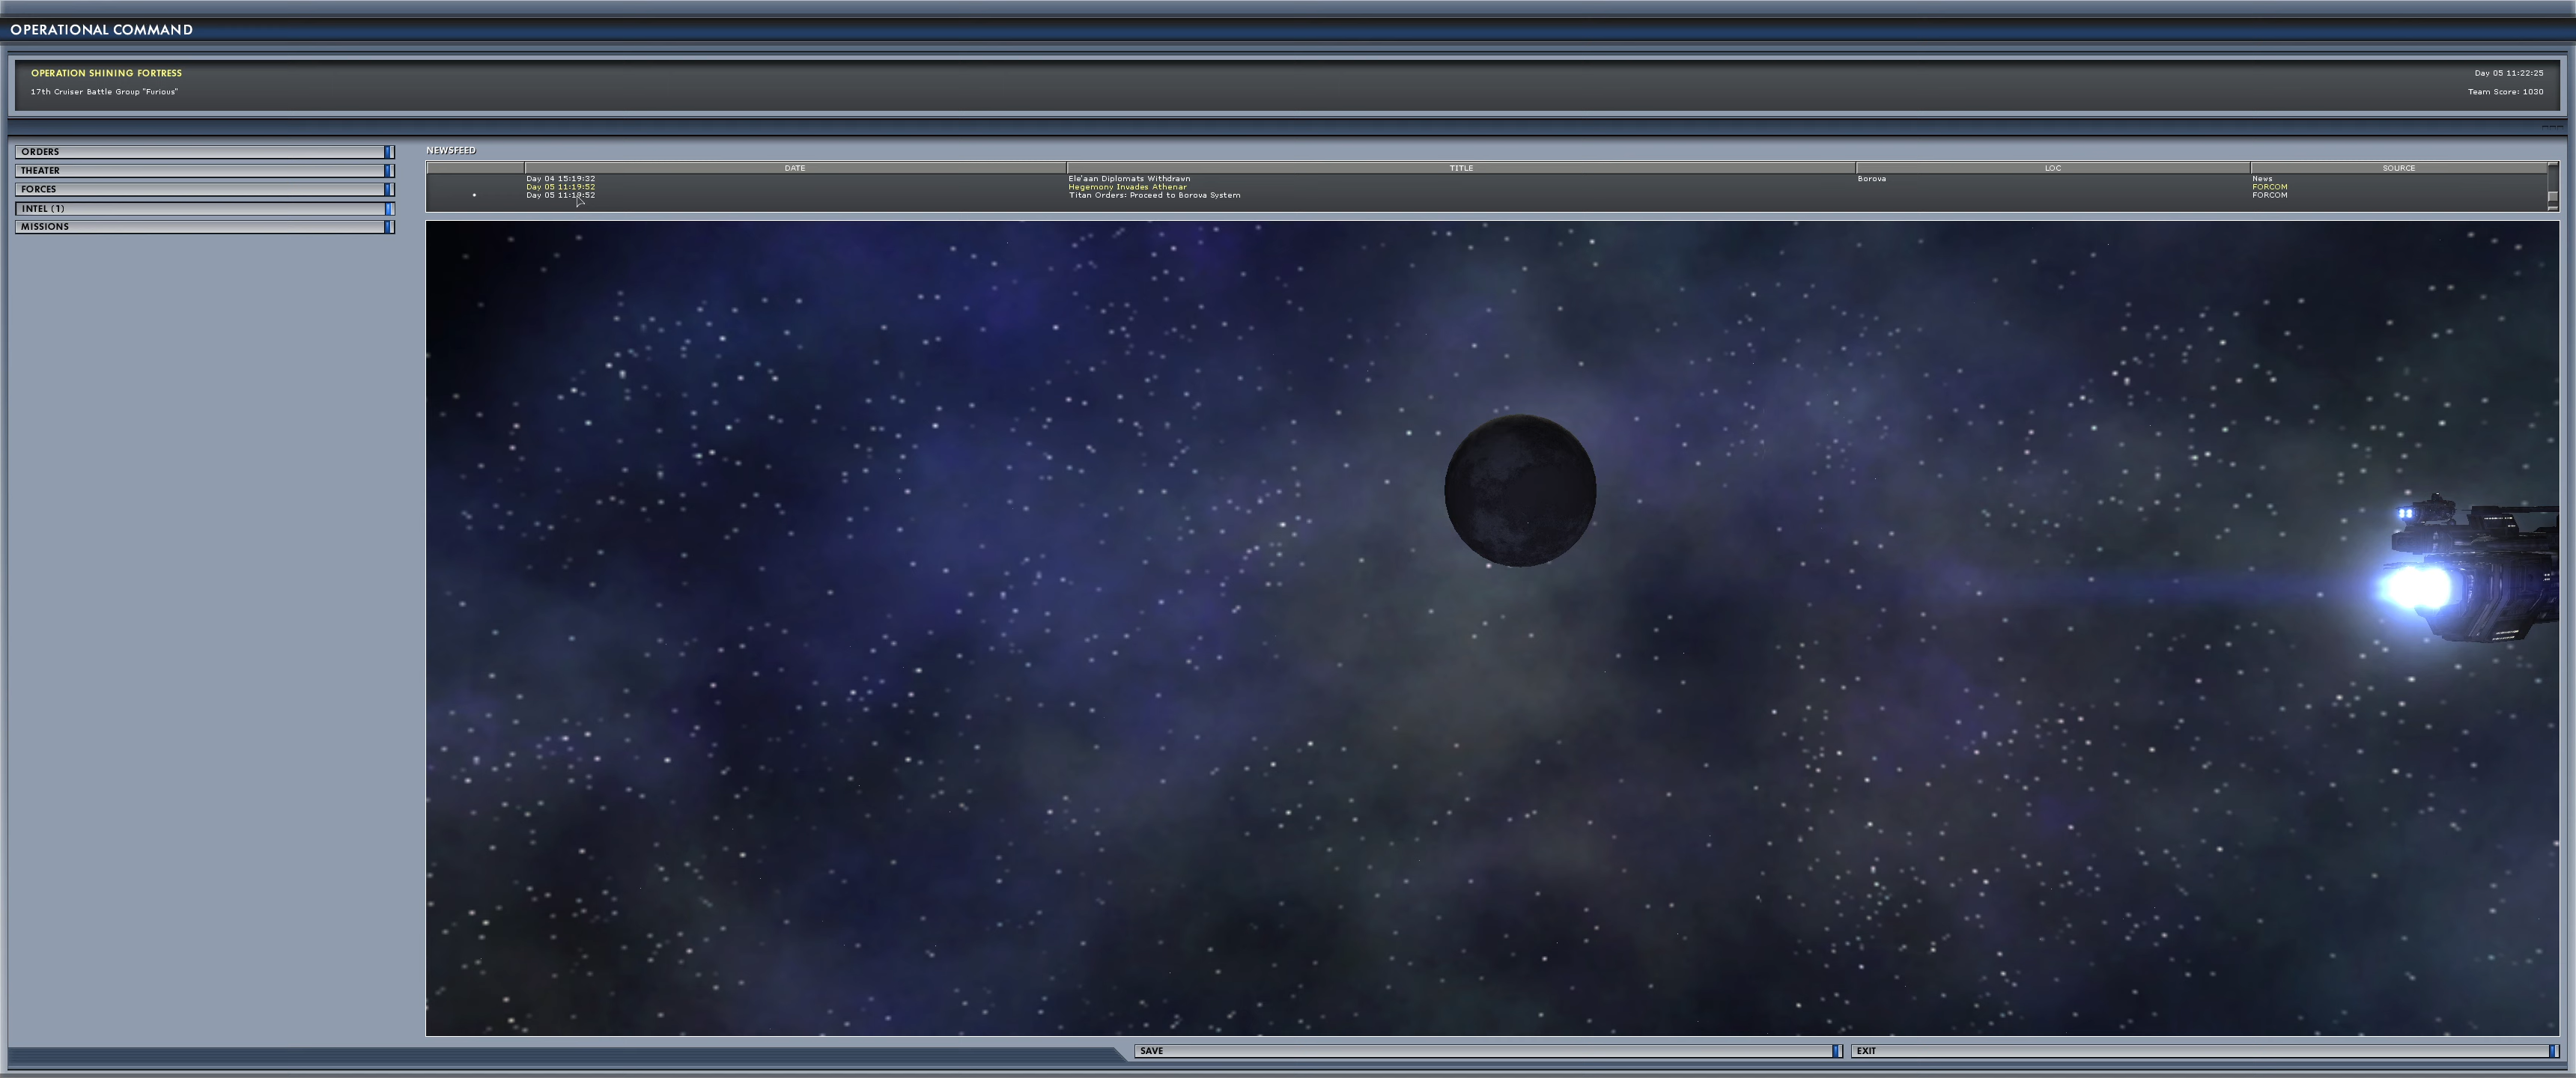 OPERATIONAL COMMAND
OPERATION SHINING FORTRESS
Day 05 11:22:25
17th Cruiser Battle Group "Furious"
Team Score: 1030
ORDERS
THEATER
FORCES
INTEL (1)
MISSIONS
NEWSFEED
DATE TITLE LOC SOURCE
Day 04 15:19:32 Ele'aan Diplomats Withdrawn Borova News
Day 05 11:19:52 Hegemony Invades Athenar FORCOM
Day 05 11:19:52 Titan Orders: Proceed to Borova System FORCOM
SAVE
EXIT